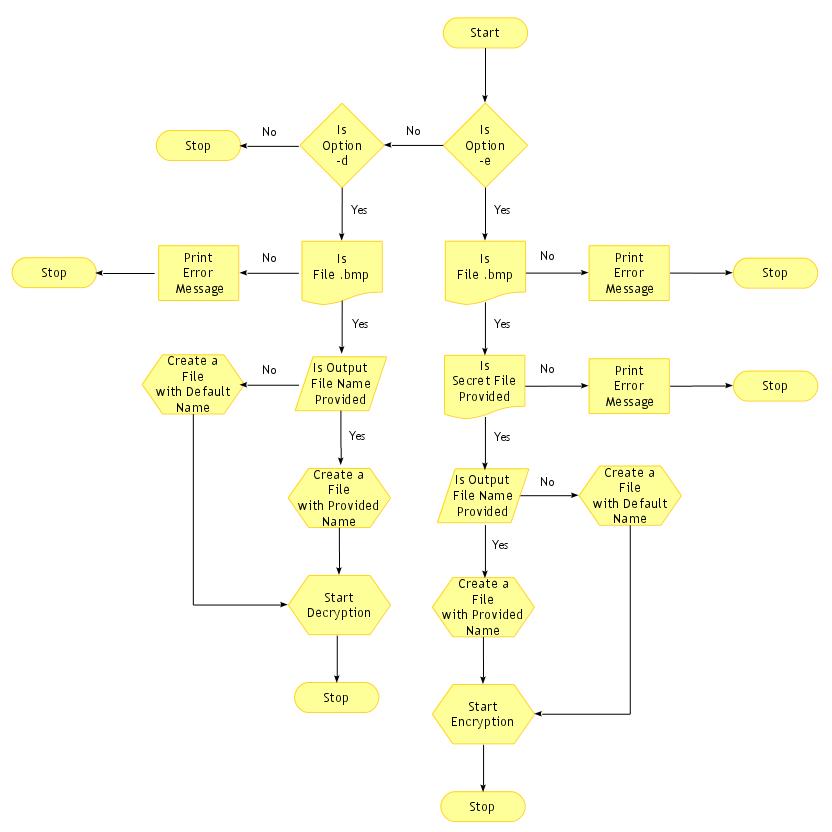 Start
Is
Option
-e
No
Is
Option
-d
No
Stop
Yes
Yes
Is
File .bmp
No
Print
Error
Message
Stop
Is
File .bmp
No
Print
Error
Message
Stop
Yes
Yes
Is Output
File Name
Provided
No
Create a
File
with Default
Name
Is
Secret File
Provided
No
Print
Error
Message
Stop
Yes
Yes
Create a
File
with Provided
Name
Is Output
File Name
Provided
No
Create a
File
with Default
Name
Yes
Start
Decryption
Create a
File
with Provided
Name
Stop
Start
Encryption
Stop